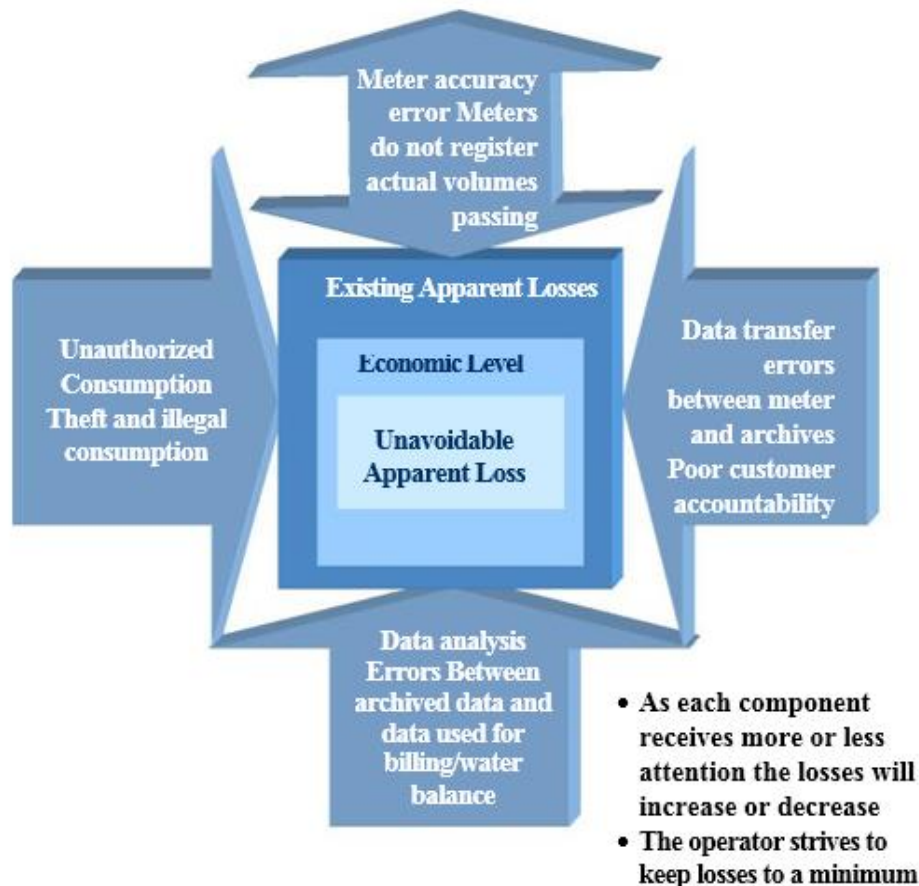 Meter accuracy
error Meters
do not register
actual volumes
passing
Existing Apparent Losses
Economic Level
Unavoidable
Apparent Loss
Unauthorized
Consumption
Theft and illegal
consumption
Data transfer
errors
between meter
and archives
Poor customer
accountability
Data analysis
Errors Between
archived data and
data used for
billing/water
balance
• As each component
receives more or less
attention the losses will
increase or decrease
• The operator strives to
keep losses to a minimum